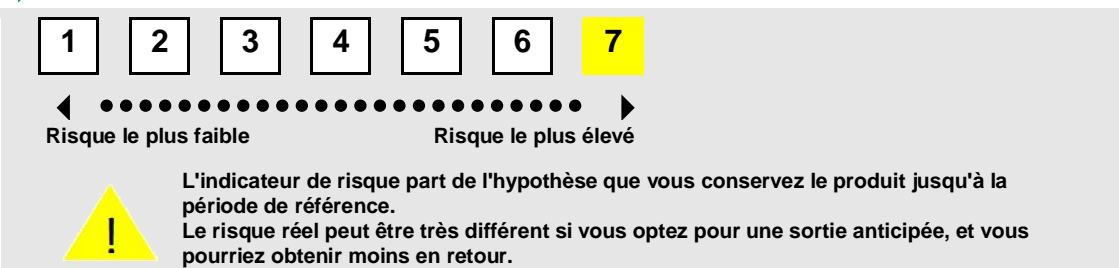 1 2 3 4 5 6 7
Risque le plus faible Risque le plus élevé
L'indicateur de risque part de l'hypothèse que vous conservez le produit jusqu'à la
période de référence.
Le risque réel peut être très différent si vous optez pour une sortie anticipée, et vous
pourriez obtenir moins en retour.
!